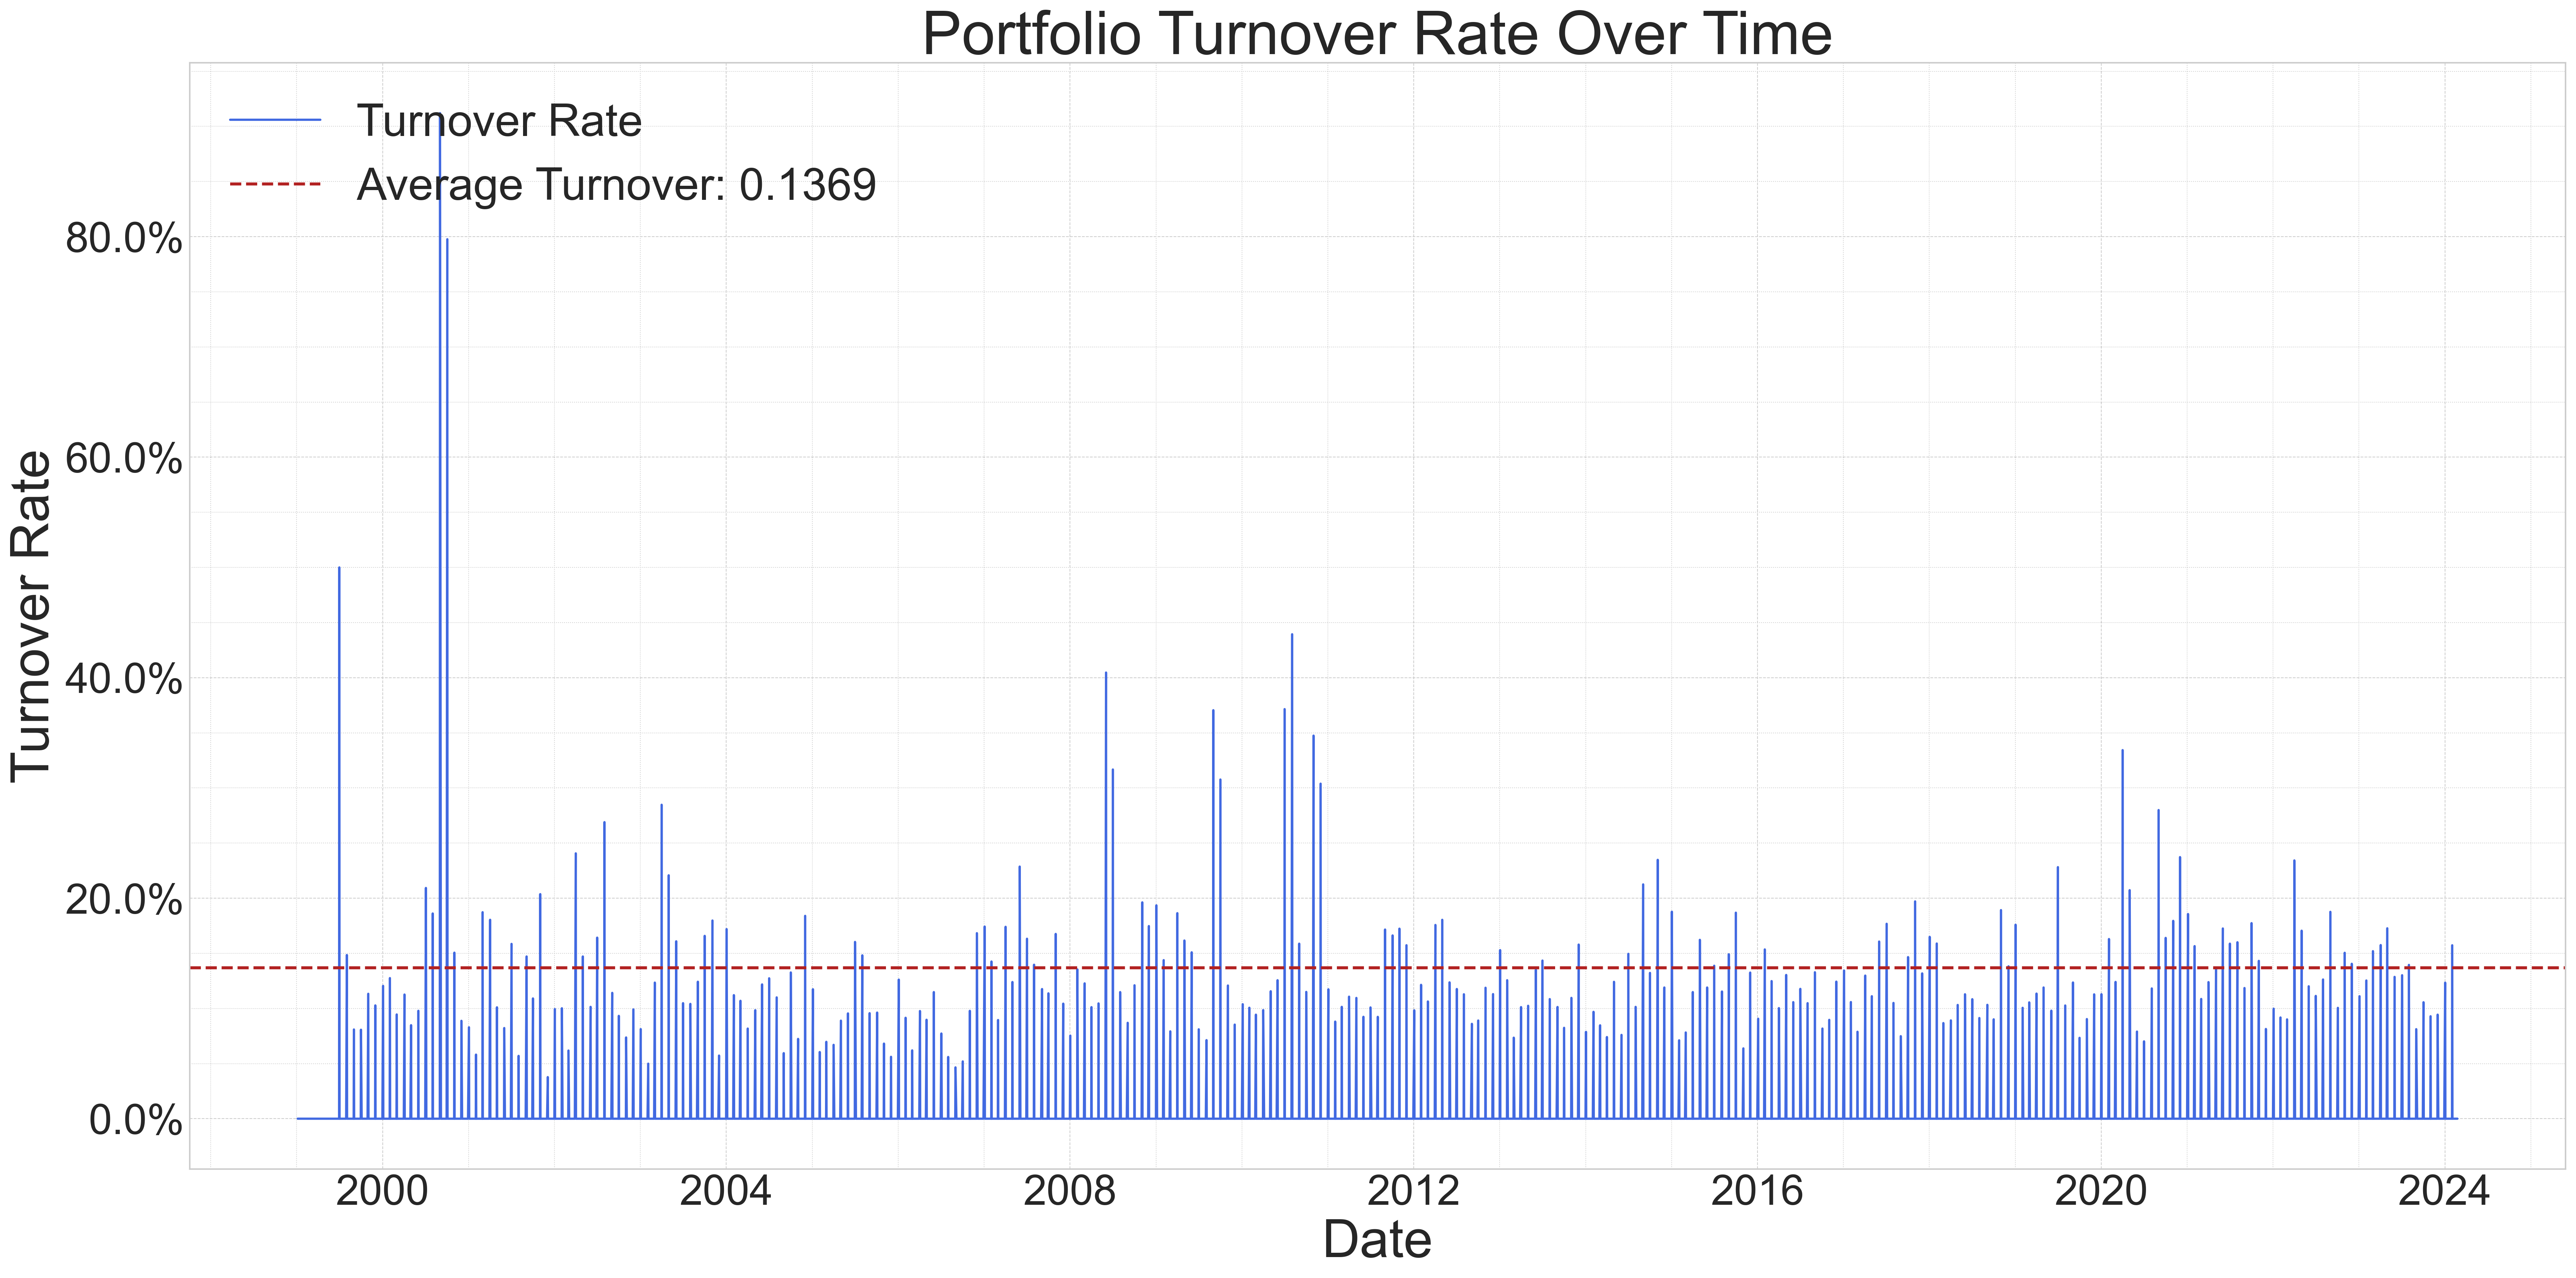 Portfolio Turnover Rate Over Time
Turnover Rate
Average Turnover: 0.1369
Turnover Rate
80.0%
60.0%
40.0%
20.0%
0.0%
2000 2004 2008 2012 2016 2020 2024
Date